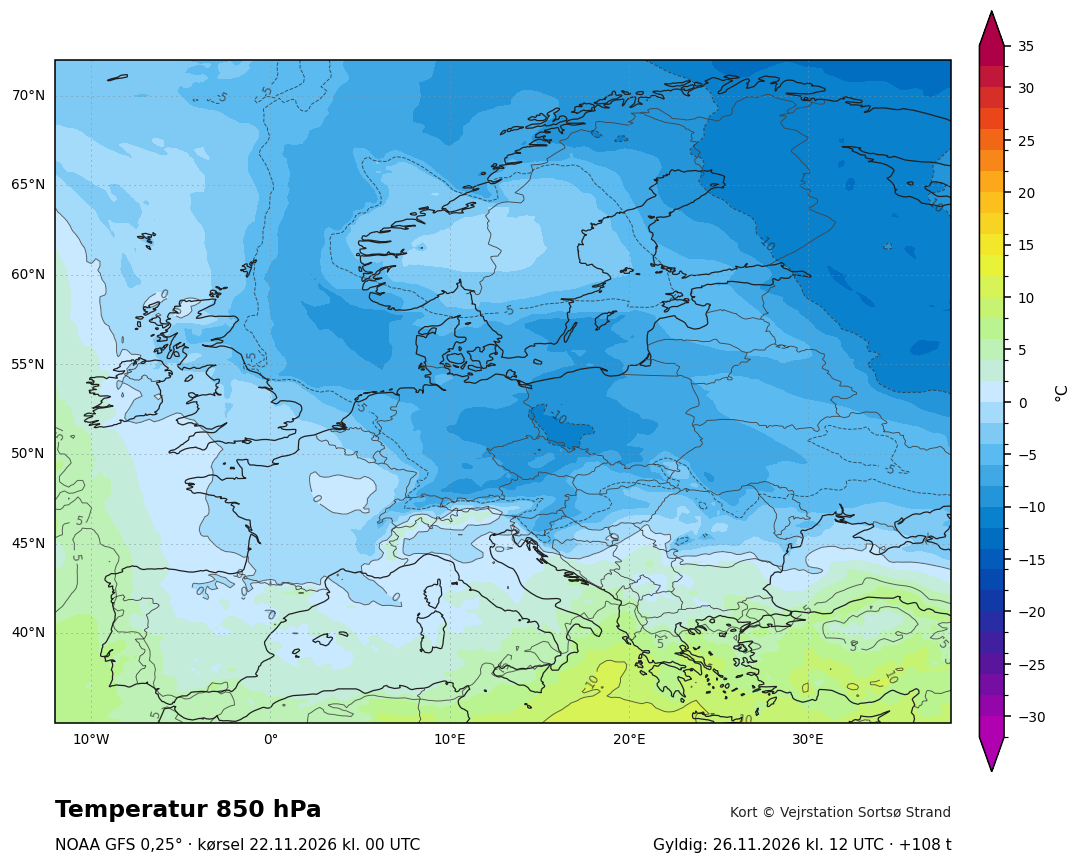 70°N
65°N
60°N
55°N
50°N
45°N
40°N
10°W
0°
10°E
20°E
30°E
35
30
25
20
15
10
5
0
−5
−10
−15
−20
−25
−30
°C
Temperatur 850 hPa
Kort © Vejrstation Sortsø Strand
NOAA GFS 0,25° · kørsel 22.11.2026 kl. 00 UTC
Gyldig: 26.11.2026 kl. 12 UTC · +108 t